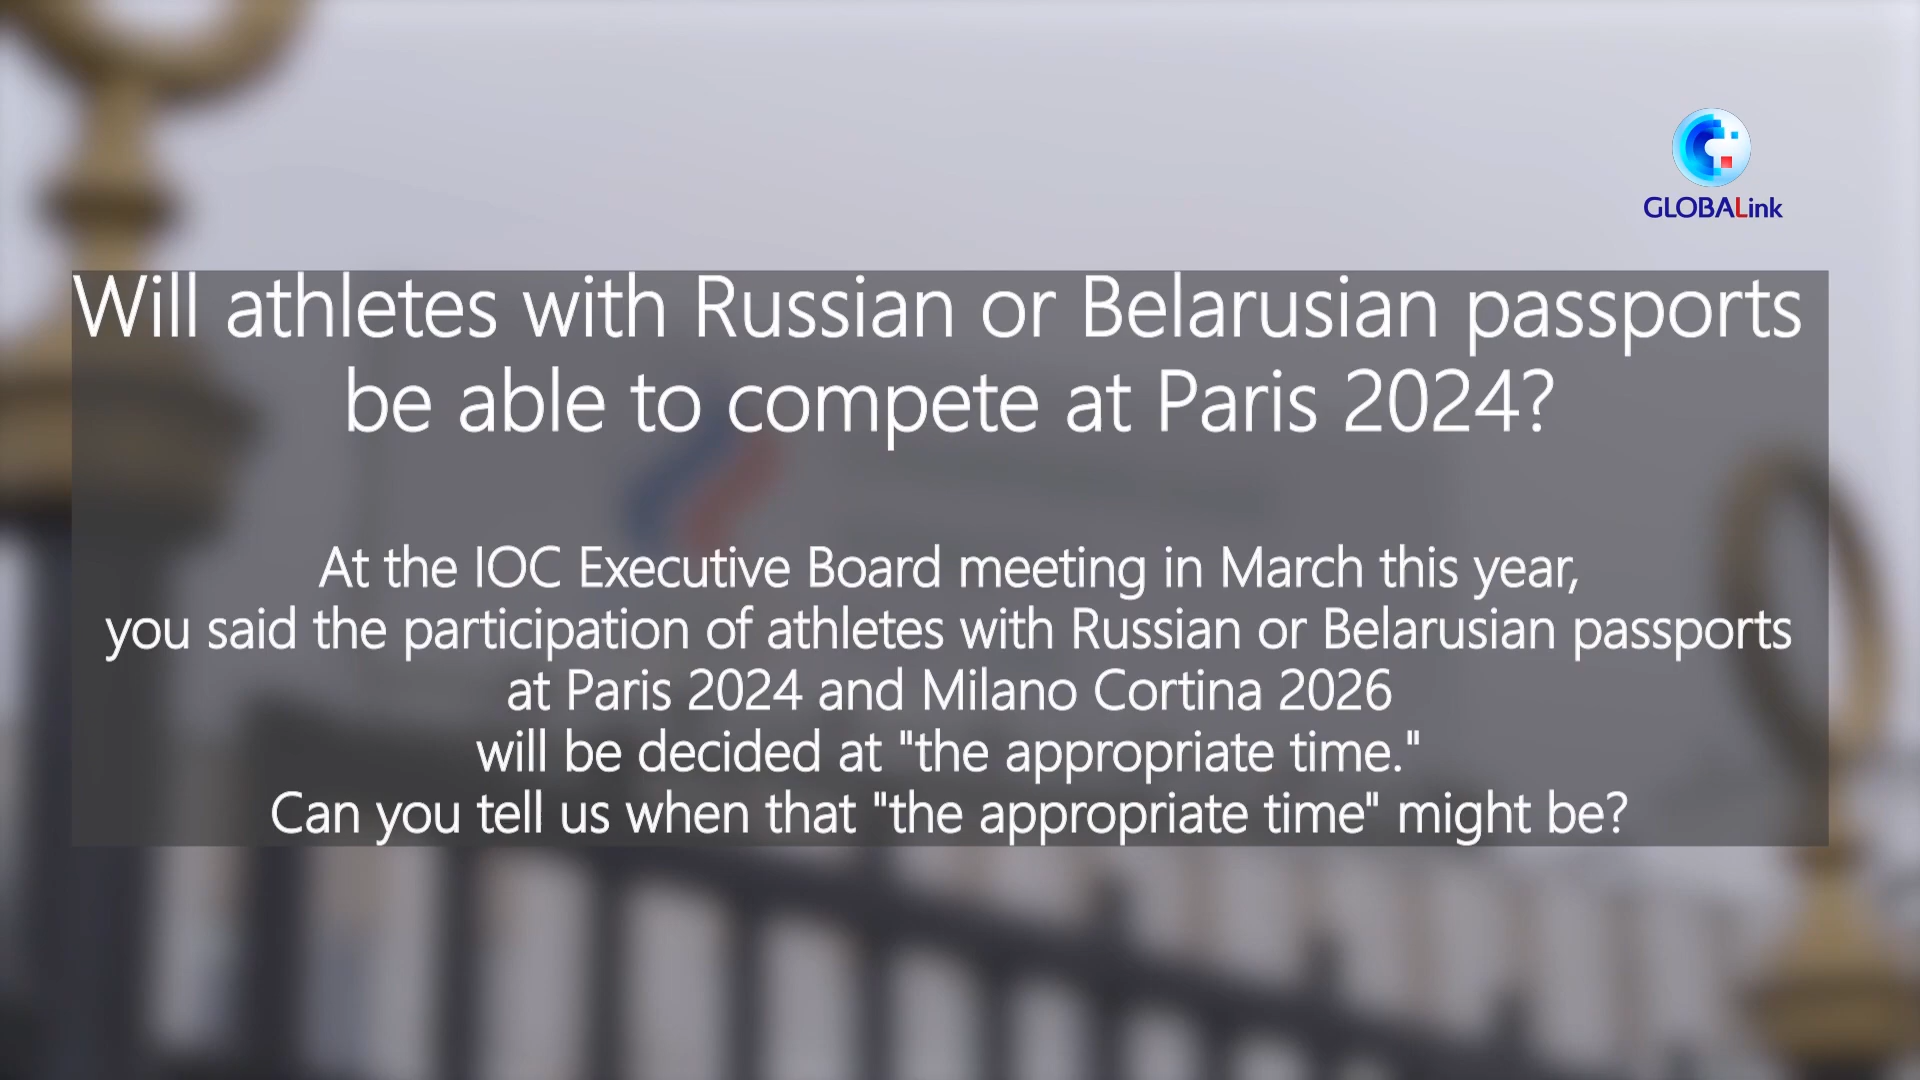 GLOBALink
Will athletes with Russian or Belarusian passports
be able to compete at Paris 2024?
At the IOC Executive Board meeting in March this year,
you said the participation of athletes with Russian or Belarusian passports
at Paris 2024 and Milano Cortina 2026
will be decided at "the appropriate time."
Can you tell us when that "the appropriate time" might be?